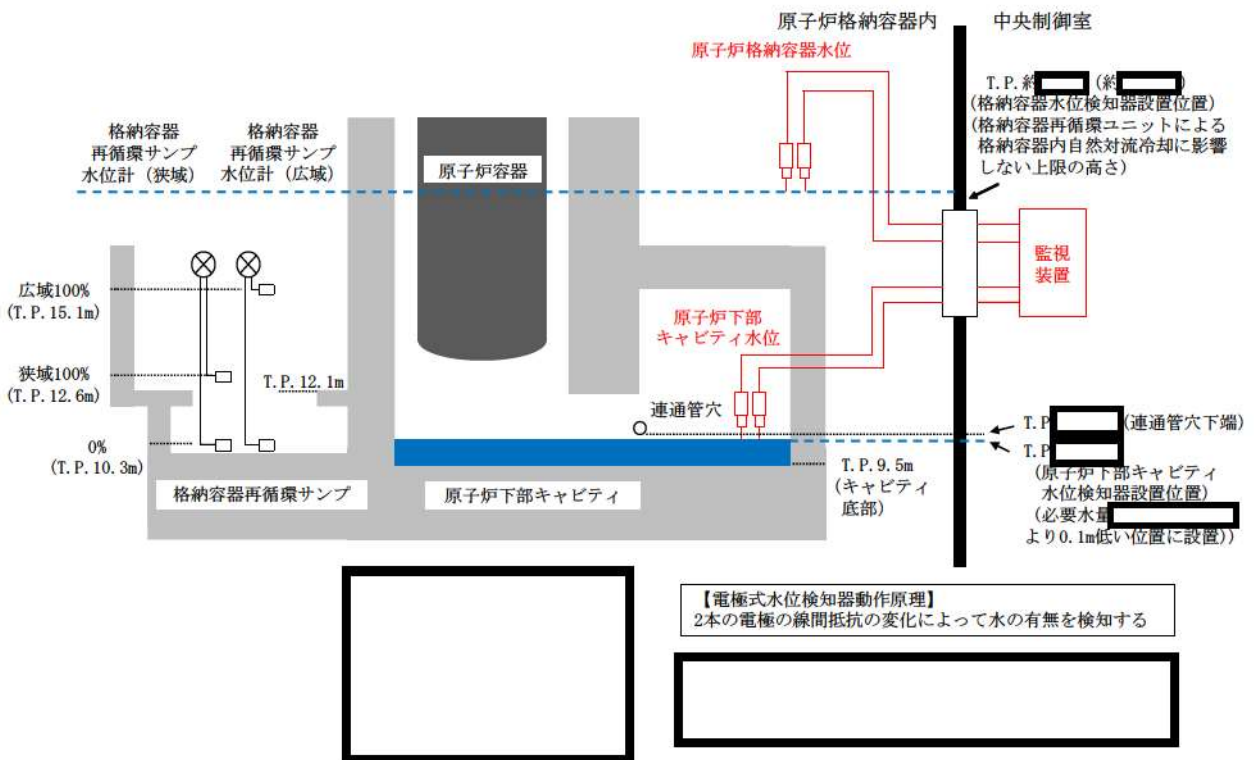 原子炉格納容器内
中央制御室
原子炉格納容器水位
T.P.約
(約
)
(格納容器水位検知器設置位置)
(格納容器再循環ユニットによる
格納容器内自然対流冷却に影響
しない上限の高さ)
格納容器
再循環サンプ
水位計（狭域）
格納容器
再循環サンプ
水位計（広域）
原子炉容器
監視
装置
広域100%
(T.P.15.1m)
原子炉下部
キャビティ水位
狭域100%
(T.P.12.6m)
T.P.12.1m
連通管穴
T.P
(連通管穴下端)
0%
(T.P.10.3m)
T.P.
(原子炉下部キャビティ
水位検知器設置位置)
(必要水量
より0.1m低い位置に設置))
T.P.9.5m
(キャビティ
底部)
格納容器再循環サンプ
原子炉下部キャビティ
【電極式水位検知器動作原理】
2本の電極の線間抵抗の変化によって水の有無を検知する